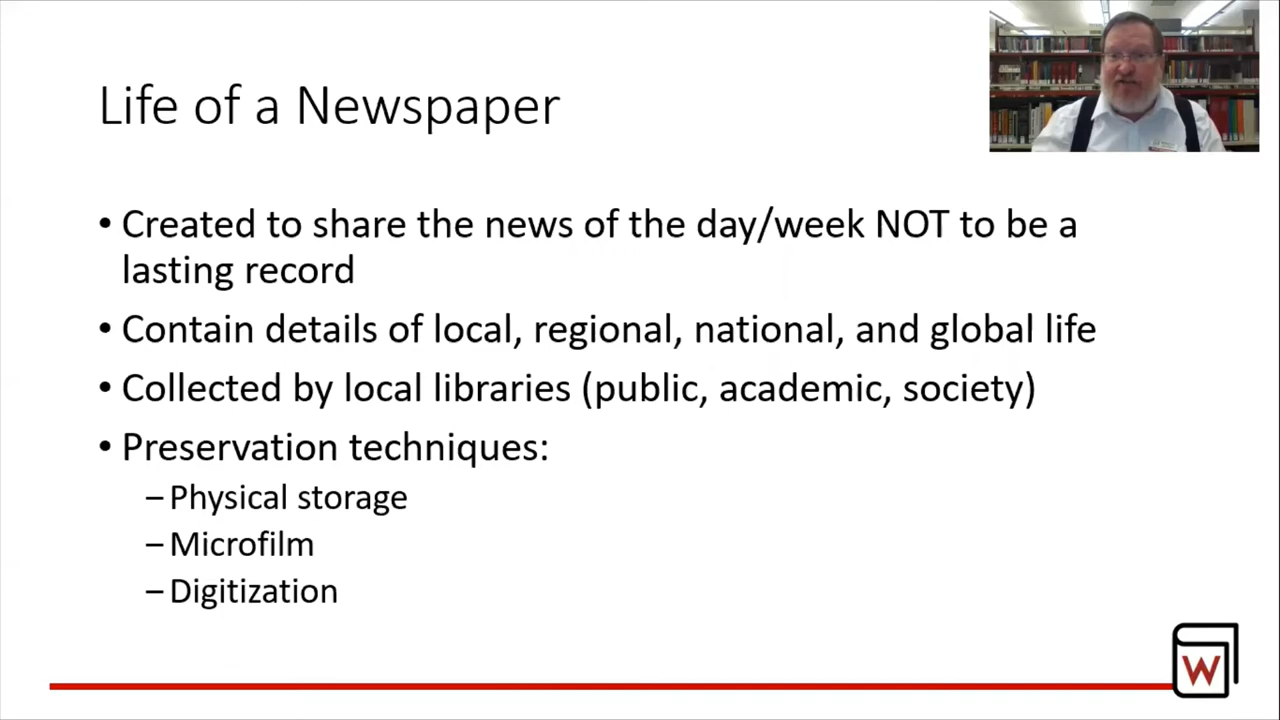 Life of a Newspaper
• Created to share the news of the day/week NOT to be a
lasting record
• Contain details of local, regional, national, and global life
• Collected by local libraries (public, academic, society)
• Preservation techniques:
– Physical storage
– Microfilm
– Digitization
W